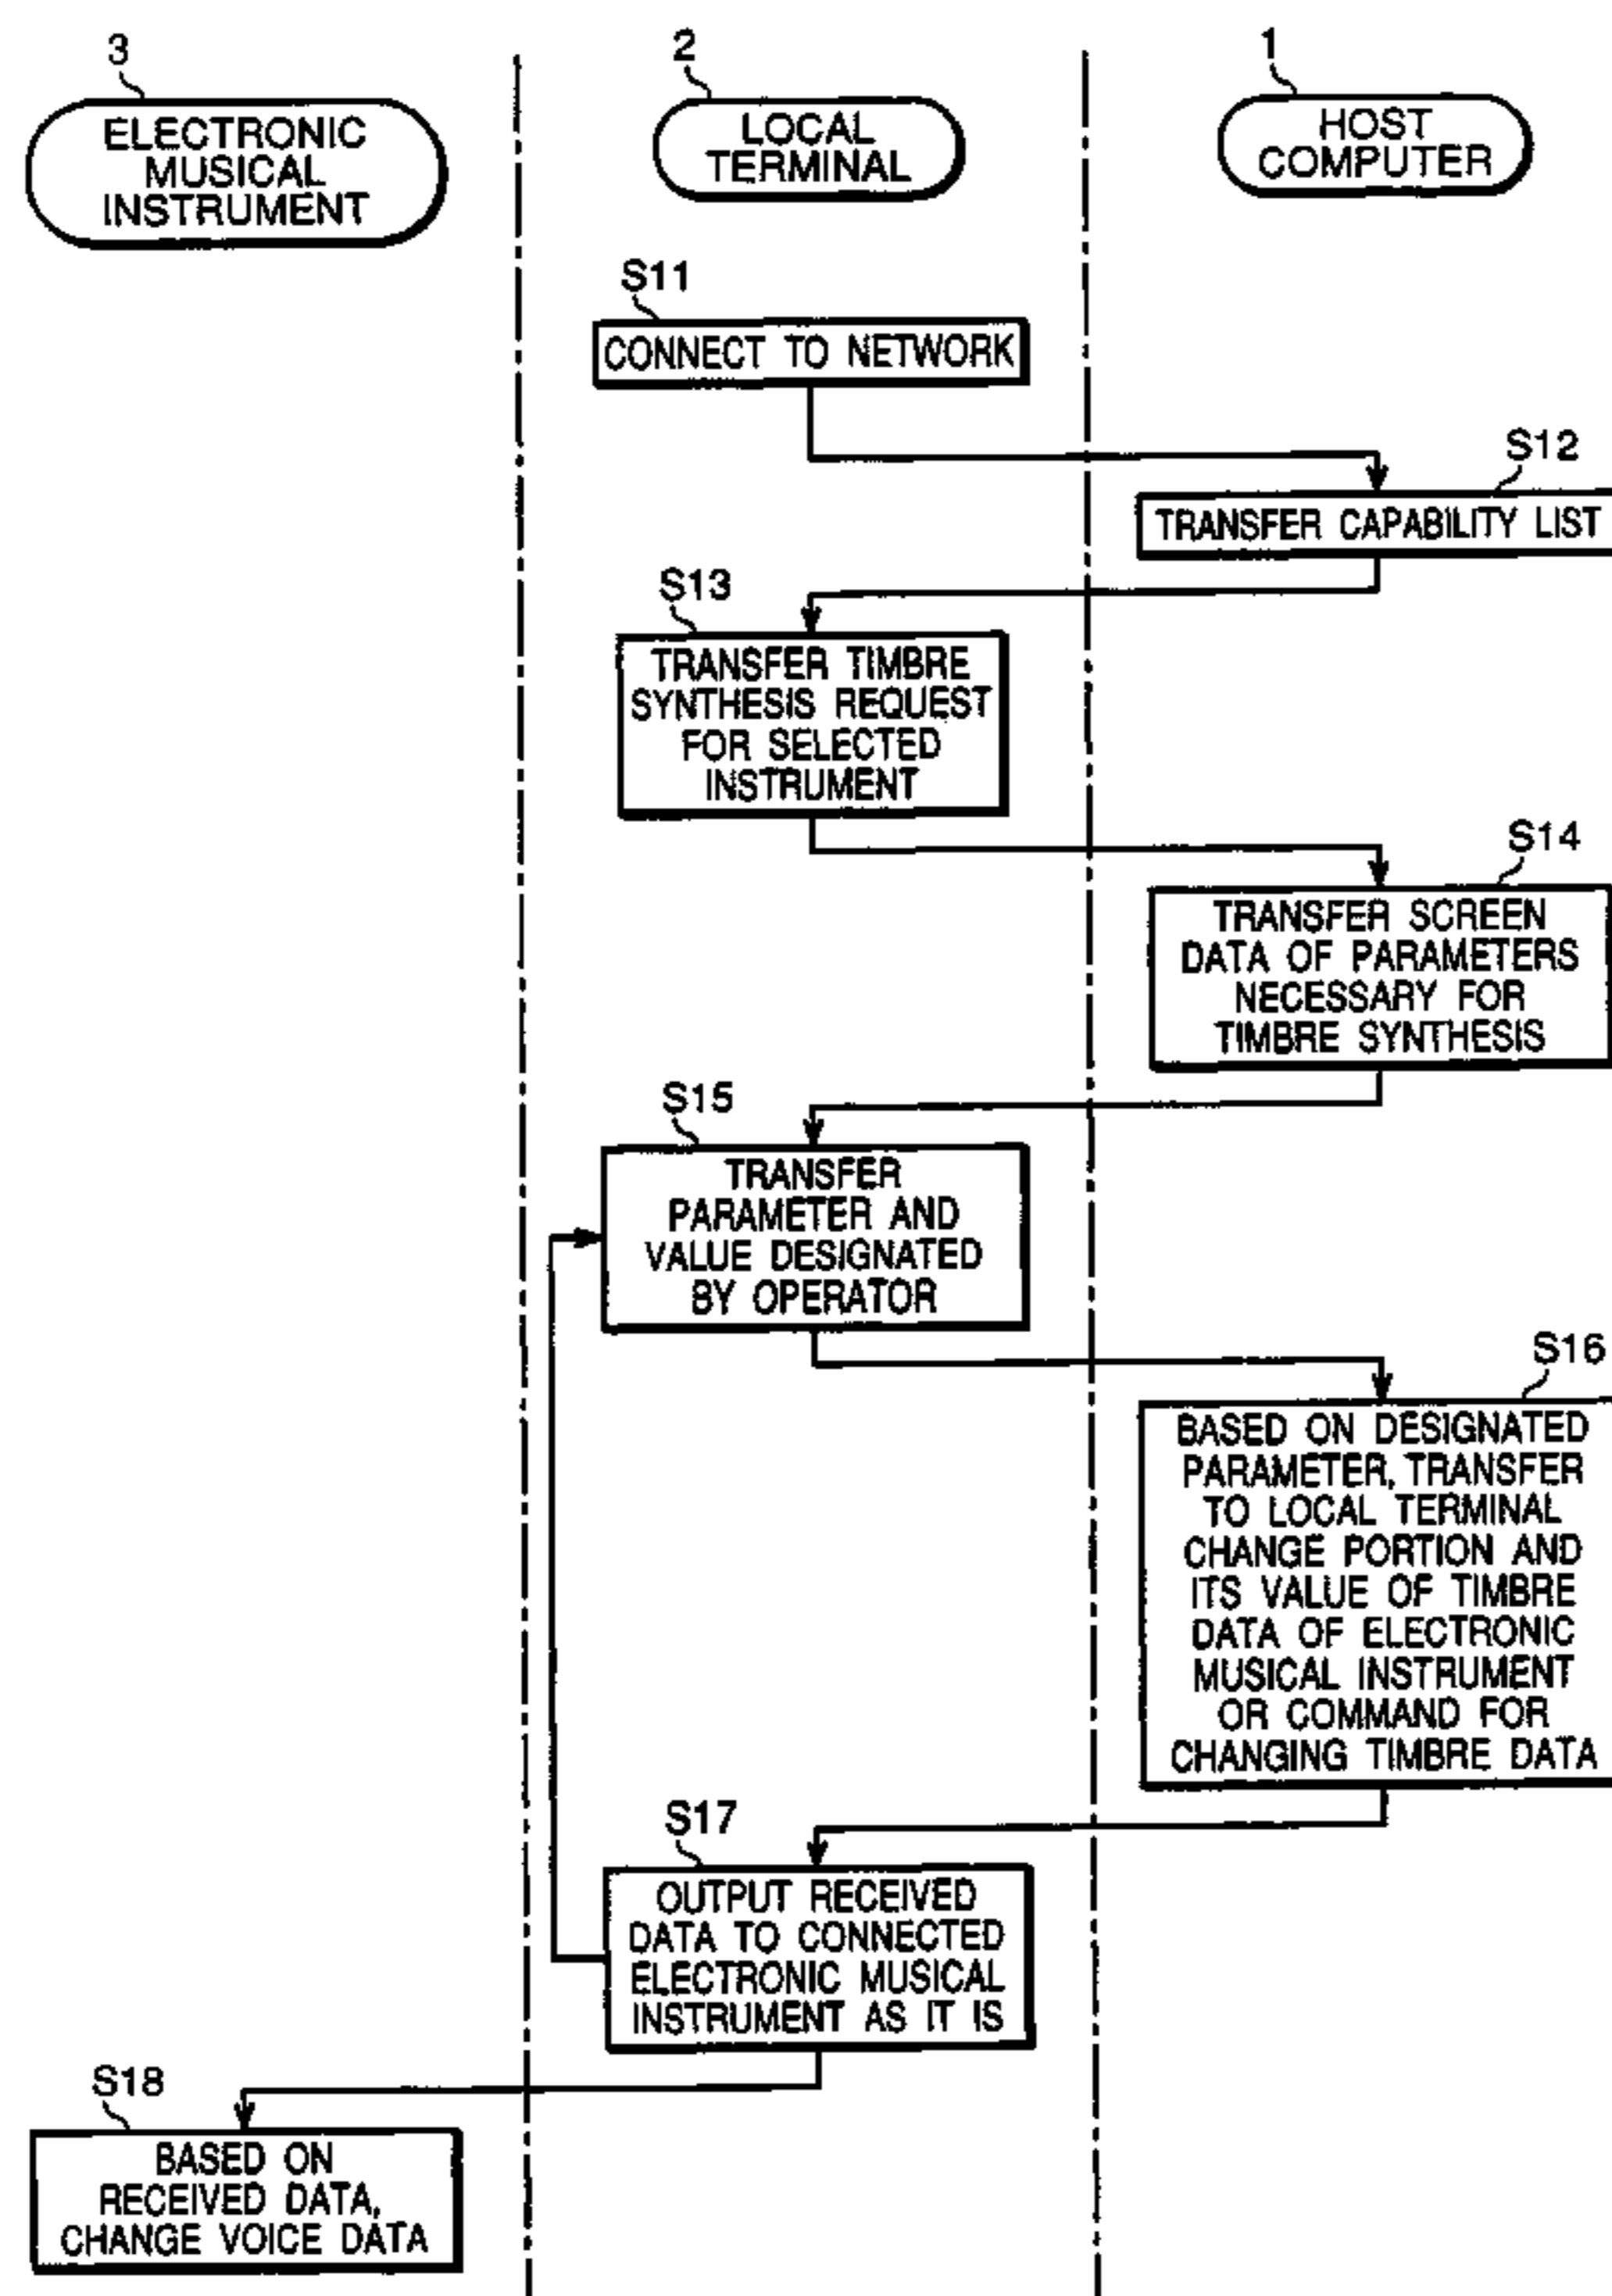 3
ELECTRONIC
MUSICAL
INSTRUMENT
2
LOCAL
TERMINAL
1
HOST
COMPUTER
S11
CONNECT TO NETWORK
S12
TRANSFER CAPABILITY LIST
S13
TRANSFER TIMBRE
SYNTHESIS REQUEST
FOR SELECTED
INSTRUMENT
S14
TRANSFER SCREEN
DATA OF PARAMETERS
NECESSARY FOR
TIMBRE SYNTHESIS
S15
TRANSFER
PARAMETER AND
VALUE DESIGNATED
BY OPERATOR
S16
BASED ON DESIGNATED
PARAMETER, TRANSFER
TO LOCAL TERMINAL
CHANGE PORTION AND
ITS VALUE OF TIMBRE
DATA OF ELECTRONIC
MUSICAL INSTRUMENT
OR COMMAND FOR
CHANGING TIMBRE DATA
S17
OUTPUT RECEIVED
DATA TO CONNECTED
ELECTRONIC MUSICAL
INSTRUMENT AS IT IS
S18
BASED ON
RECEIVED DATA,
CHANGE VOICE DATA